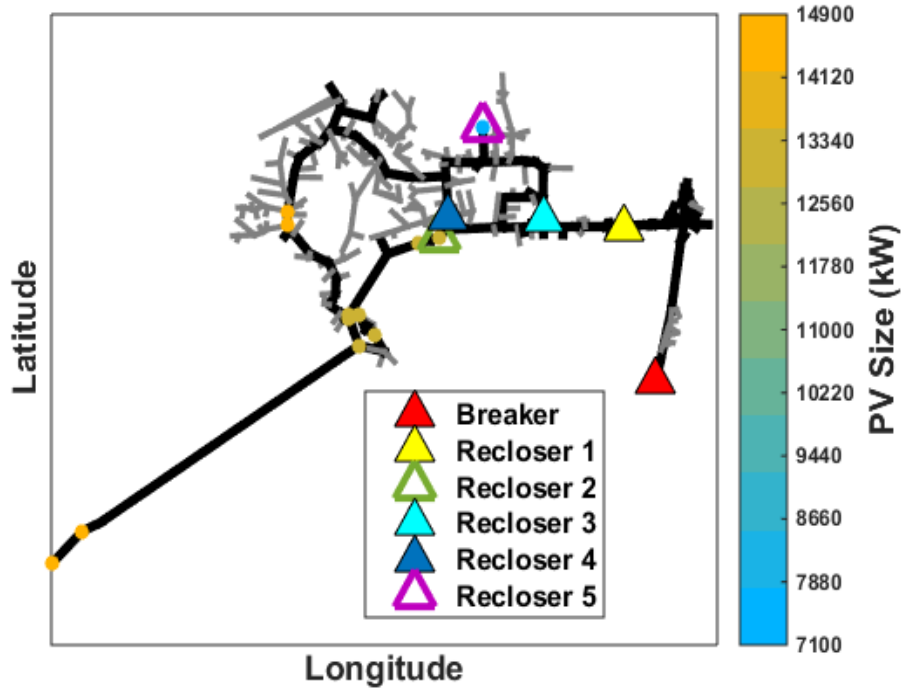 Latitude
Longitude
Breaker
Recloser 1
Recloser 2
Recloser 3
Recloser 4
Recloser 5
14900
14120
13340
12560
11780
11000
10220
9440
8660
7880
7100
PV Size (kW)